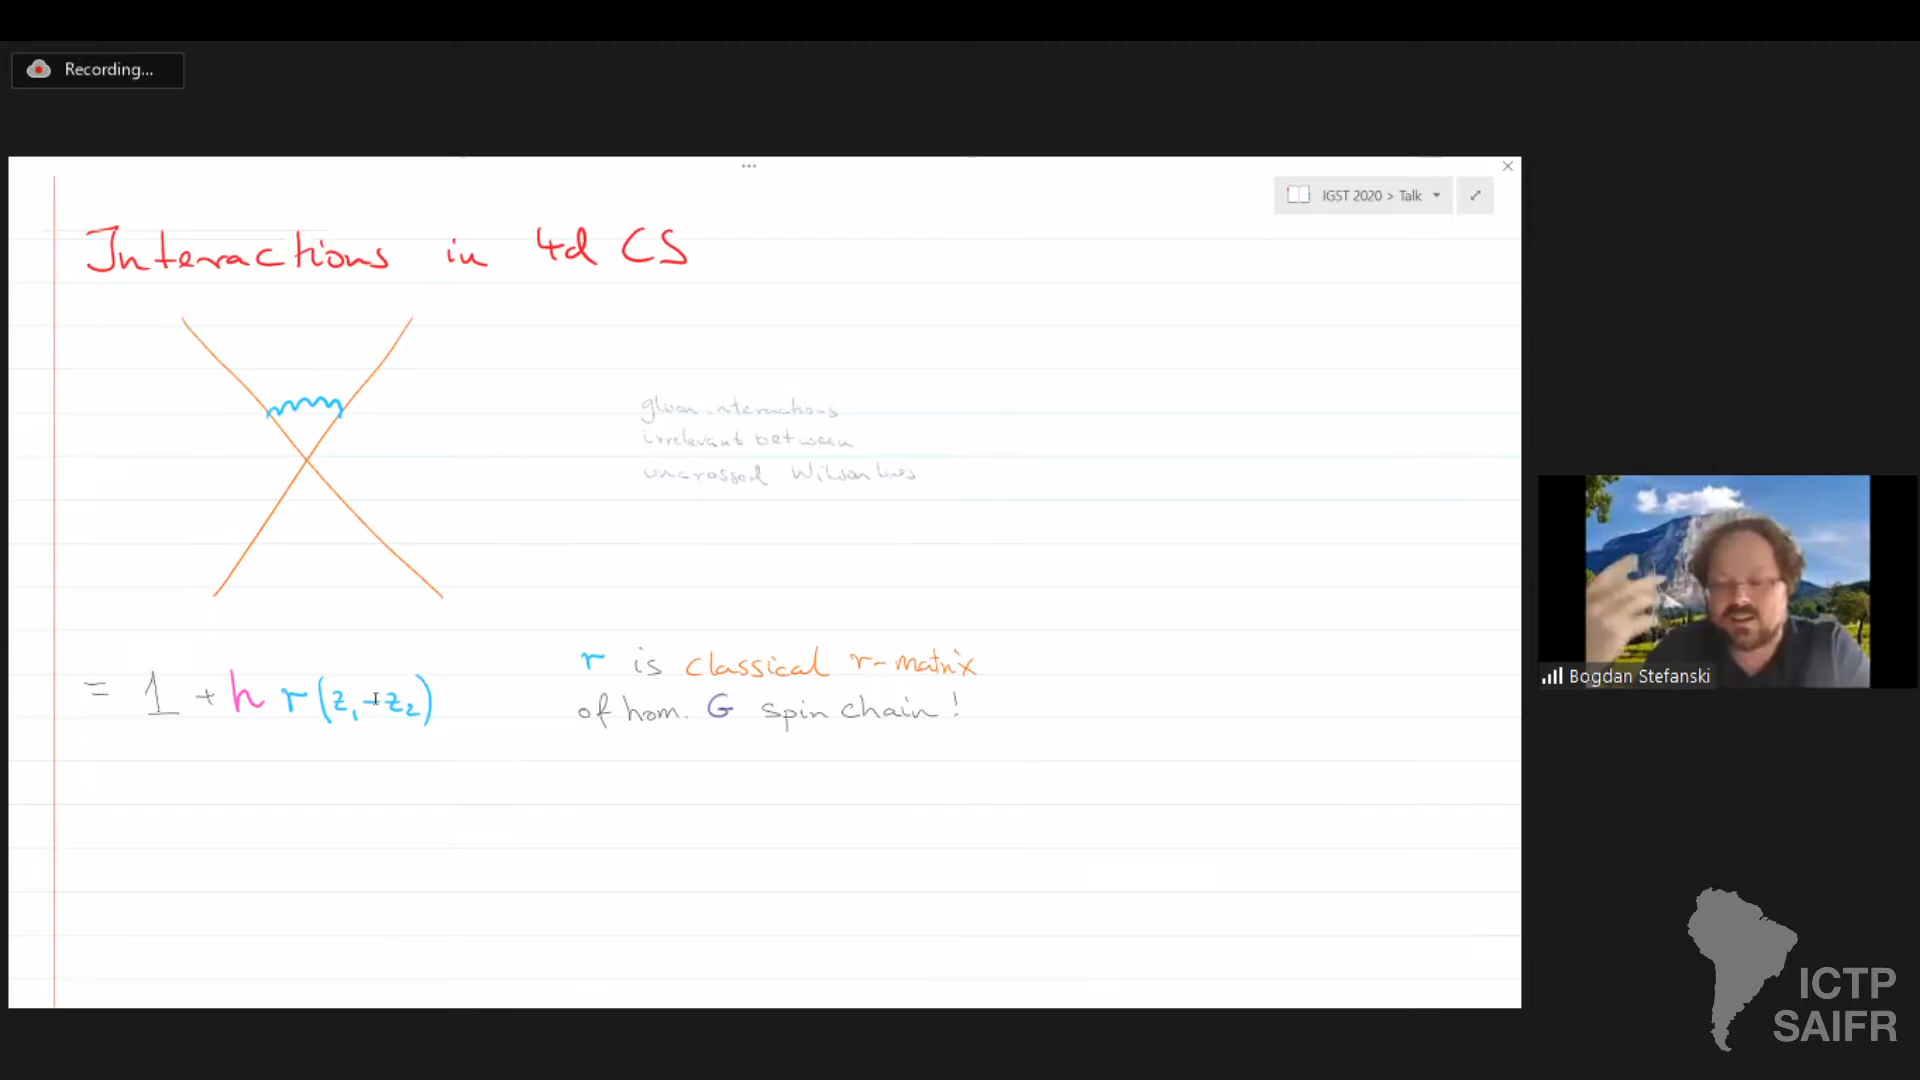 Recording...
IGST 2020 > Talk
Interactions in 4d CS
gluon interactions
irrelevant between
uncrossed Wilson lines
r is classical r-matrix
= 1 + ħ r(z₁-z₂)
of hom. G spin chain!
Bogdan Stefanski
ICTP
SAIFR